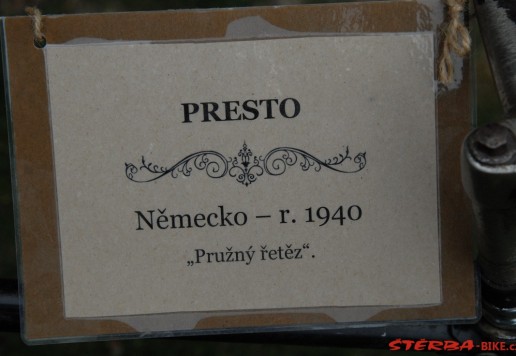 PRESTO
Německo – r. 1940
„Pružný řetěz“.
ŠTĚRBA-BIKE.c